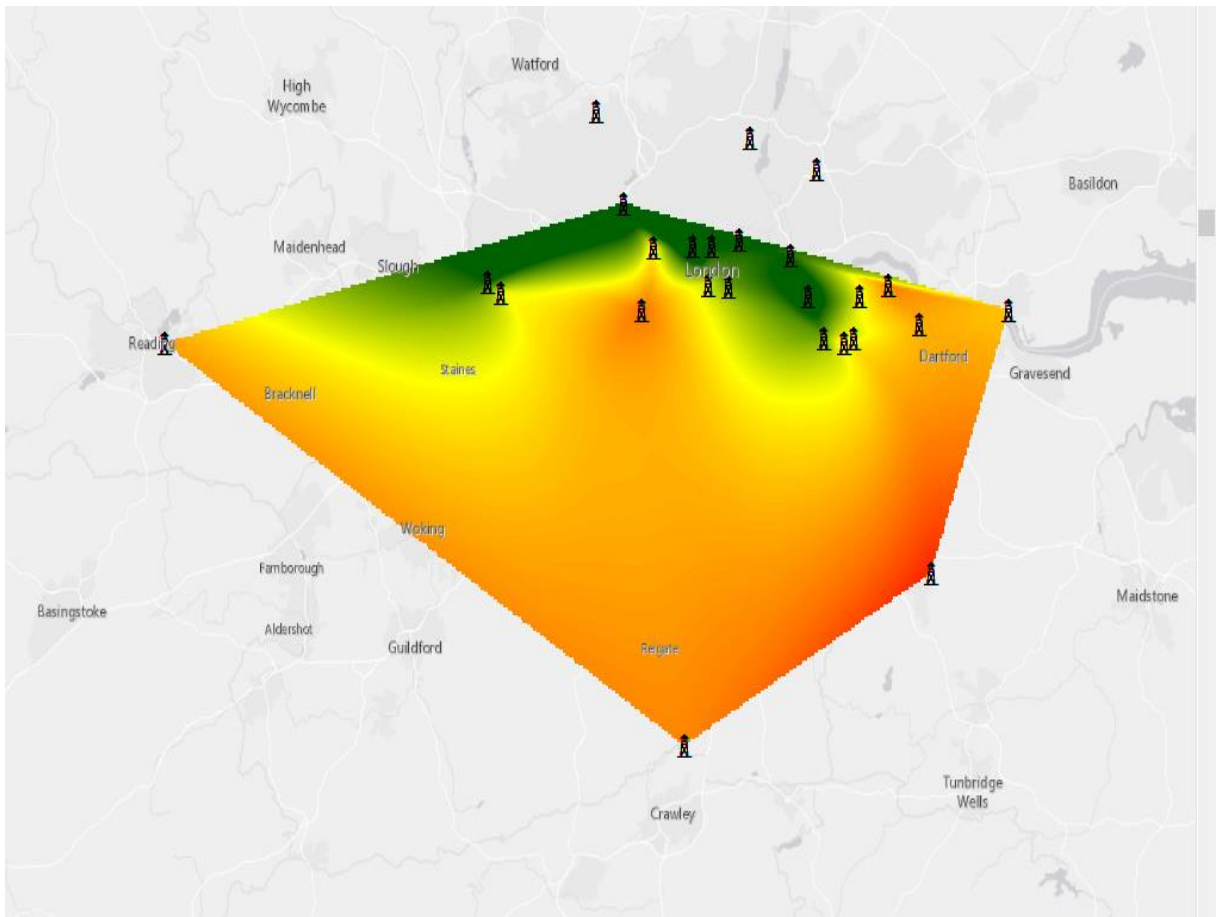 Watford
High
Wycombe
Basildon
Maidenhead
Slough
London
Reading
Staines
Dartford
Gravesend
Bracknell
Woking
Farnborough
Basingstoke
Maidstone
Aldershot
Guildford
Reigate
Tunbridge
Wells
Crawley